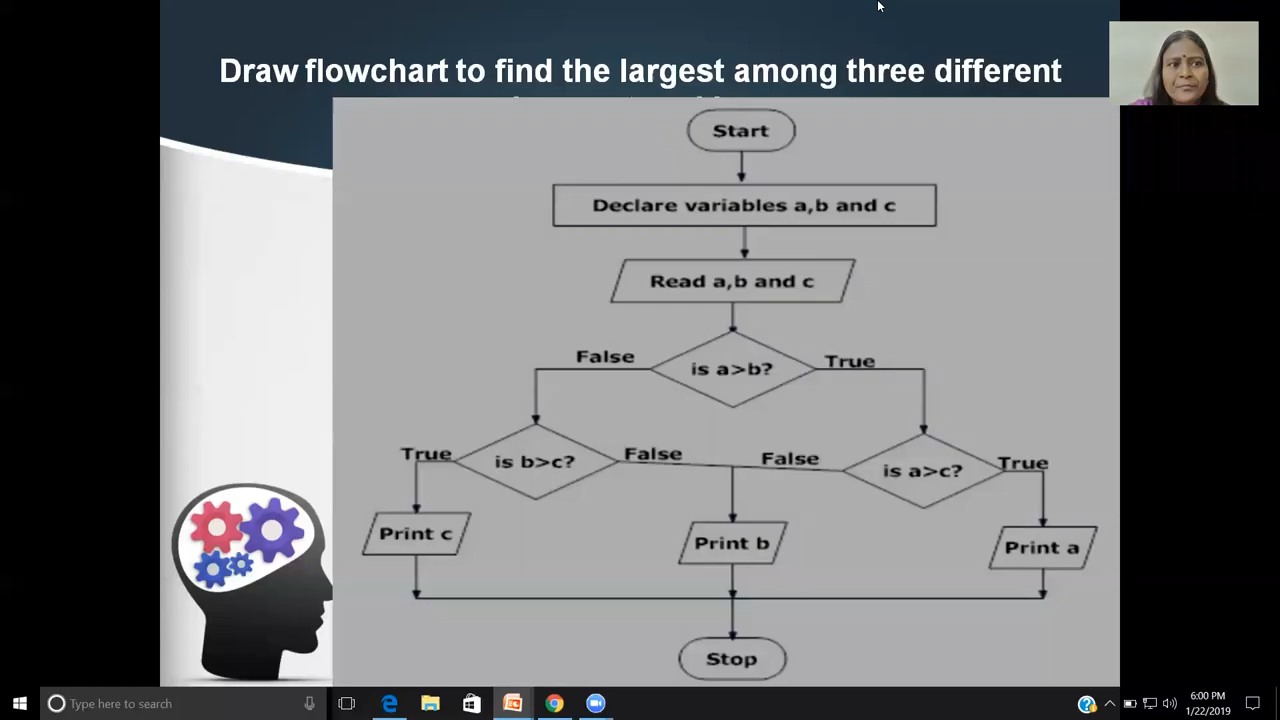 Draw flowchart to find the largest among three different
Start
Declare variables a,b and c
Read a,b and c
False
True
is a>b?
True
is b>c?
False
False
is a>c?
True
Print c
Print b
Print a
Stop
Type here to search
6:00 PM
1/22/2019